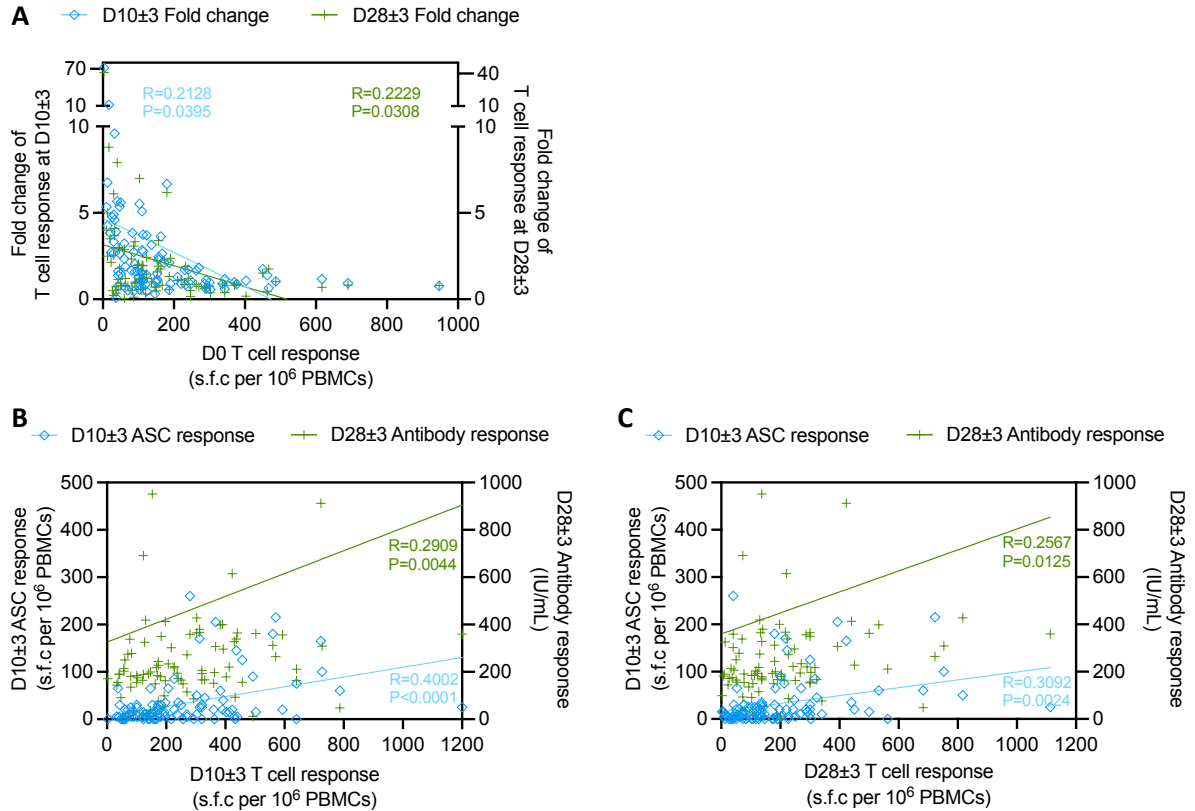 A
D10±3 Fold change
D28±3 Fold change
70
10
10
5
0
Fold change of
T cell response at D10±3
R=0.2128
P=0.0395
R=0.2229
P=0.0308
40
10
10
5
0
Fold change of
T cell response at D28±3
0 200 400 600 800 1000
D0 T cell response
(s.f.c per 10⁶ PBMCs)
B
D10±3 ASC response
D28±3 Antibody response
500
400
300
200
100
0
D10±3 ASC response
(s.f.c per 10⁶ PBMCs)
R=0.2909
P=0.0044
R=0.4002
P<0.0001
1000
800
600
400
200
0
D28±3 Antibody response
(IU/mL)
0 200 400 600 800 1000 1200
D10±3 T cell response
(s.f.c per 10⁶ PBMCs)
C
D10±3 ASC response
D28±3 Antibody response
500
400
300
200
100
0
D10±3 ASC response
(s.f.c per 10⁶ PBMCs)
R=0.2567
P=0.0125
R=0.3092
P=0.0024
1000
800
600
400
200
0
D28±3 Antibody response
(IU/mL)
0 200 400 600 800 1000 1200
D28±3 T cell response
(s.f.c per 10⁶ PBMCs)